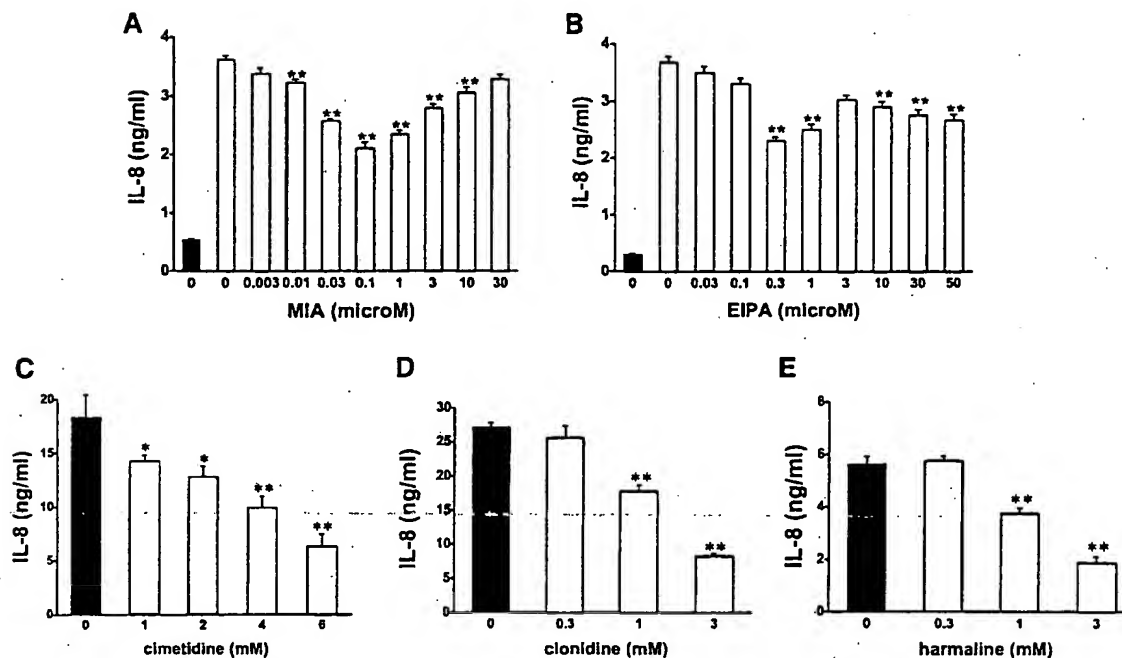 A
IL-8 (ng/ml)
4
3
2
1
0
** ** ** ** ** **
0 0 0.003 0.01 0.03 0.1 1 3 10 30
MIA (microM)
B
IL-8 (ng/ml)
4
3
2
1
0
** ** ** ** **
0 0 0.03 0.1 0.3 1 3 10 30 50
EIPA (microM)
C
IL-8 (ng/ml)
20
15
10
5
0
* * ** **
0 1 2 4 6
cimetidine (mM)
D
IL-8 (ng/ml)
30
25
20
15
10
5
0
** **
0 0.3 1 3
clonidine (mM)
E
IL-8 (ng/ml)
8
6
4
2
0
** **
0 0.3 1 3
harmaline (mM)